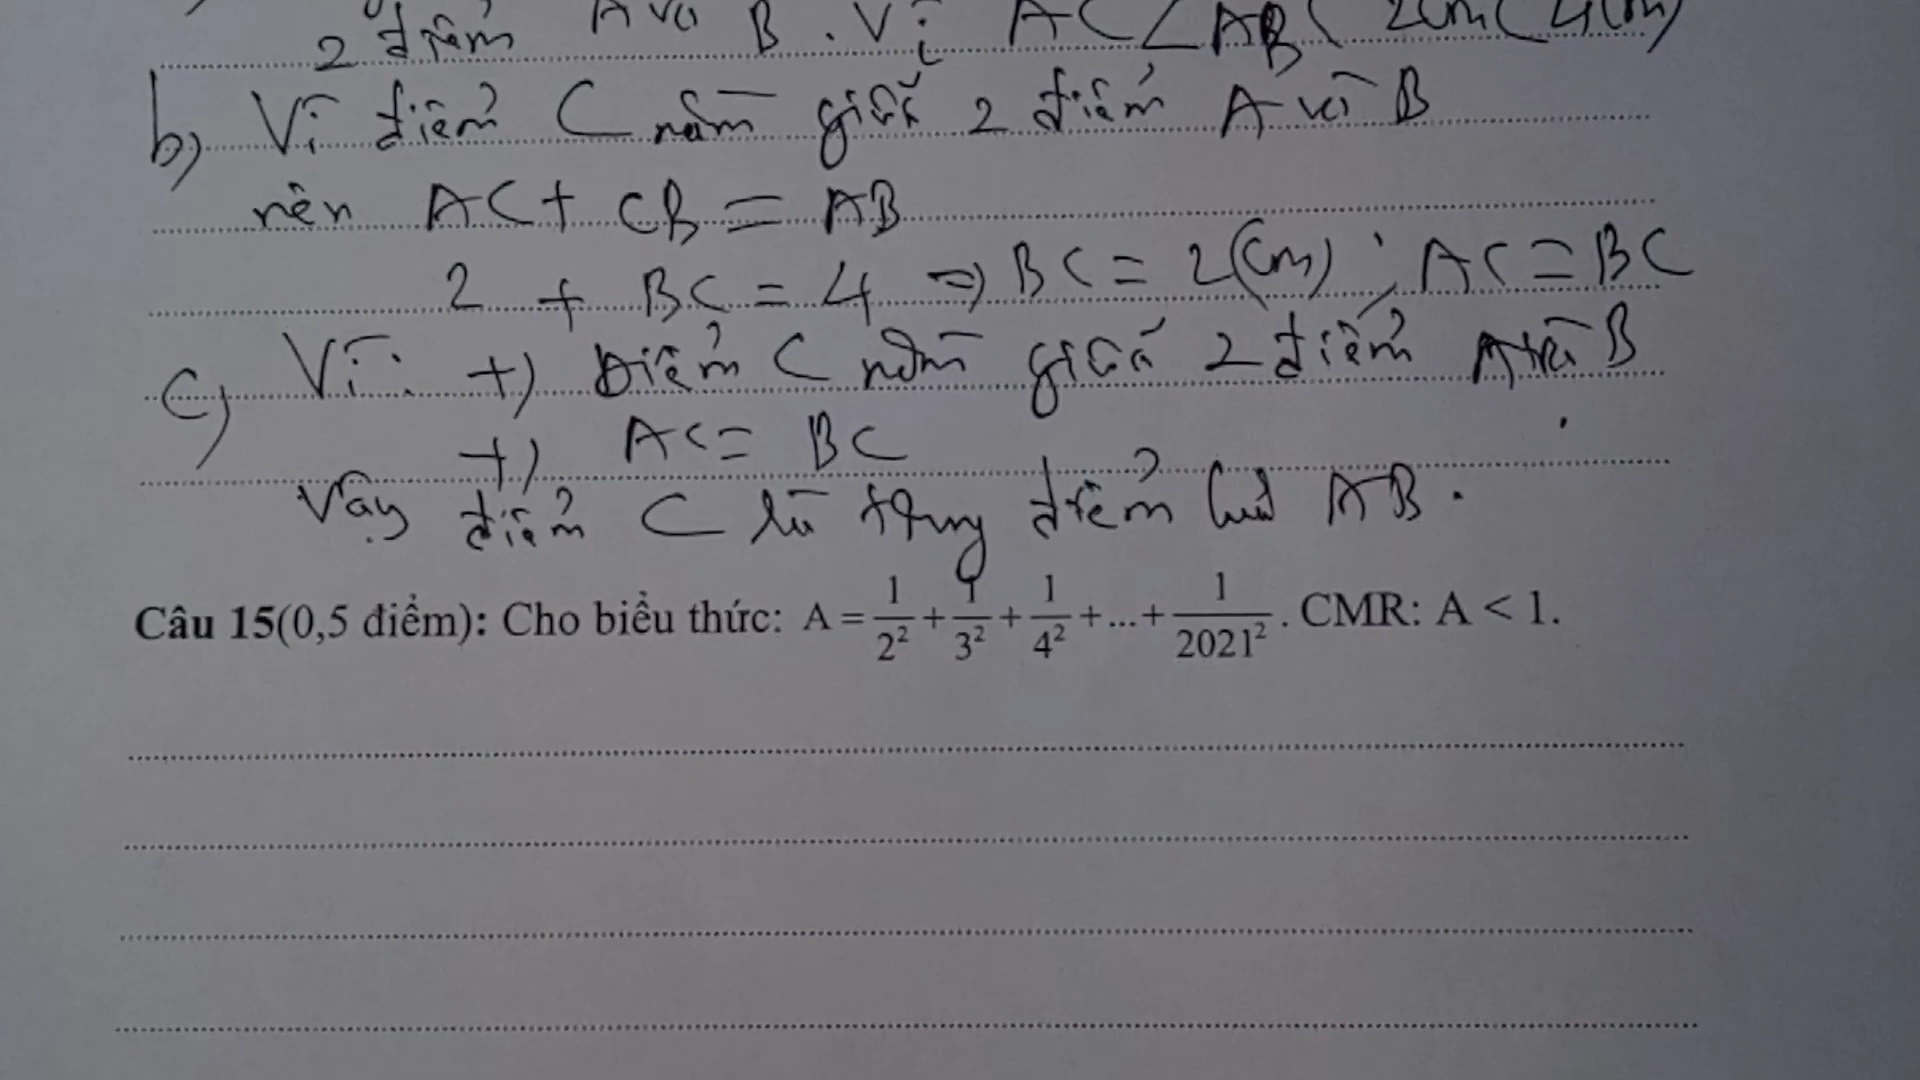 2 điểm A và B. Vì AC < AB (2cm < 4cm)
b) Vì điểm C nằm giữa 2 điểm A và B
nên AC + CB = AB
2 + BC = 4 => BC = 2 (cm); AC = BC
c) Vì: +) Điểm C nằm giữa 2 điểm A và B
+) AC = BC
Vậy điểm C là trung điểm của AB.
Câu 15(0,5 điểm): Cho biểu thức: A = 1/2² + 1/3² + 1/4² + ... + 1/2021². CMR: A < 1.